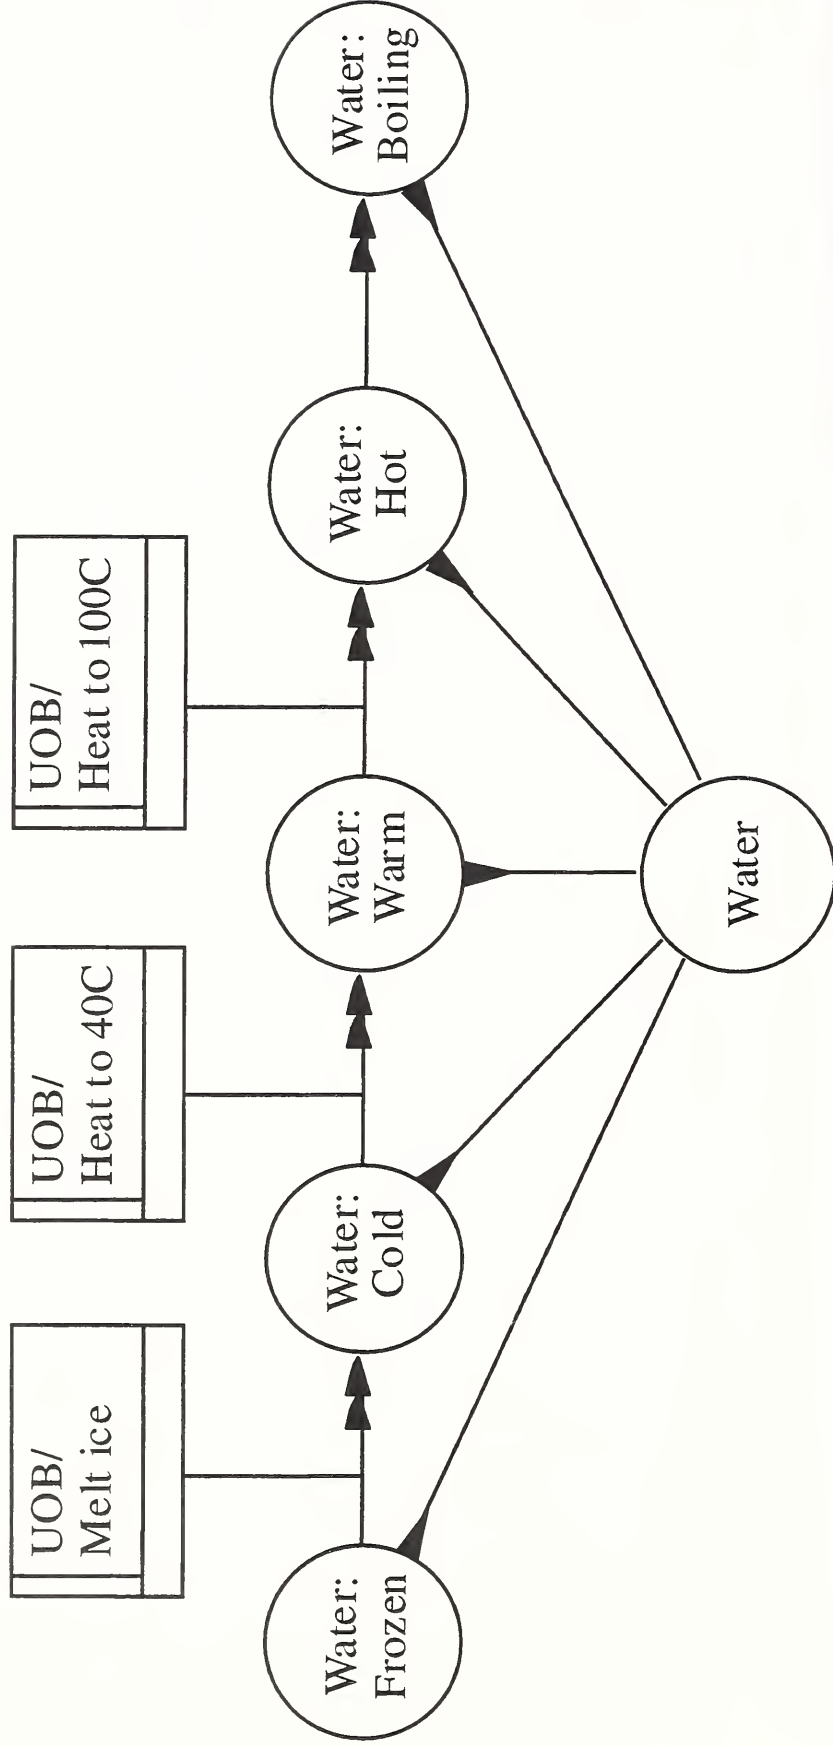 UOB/
Melt ice
UOB/
Heat to 40C
UOB/
Heat to 100C
Water:
Frozen
Water:
Cold
Water:
Warm
Water:
Hot
Water:
Boiling
Water